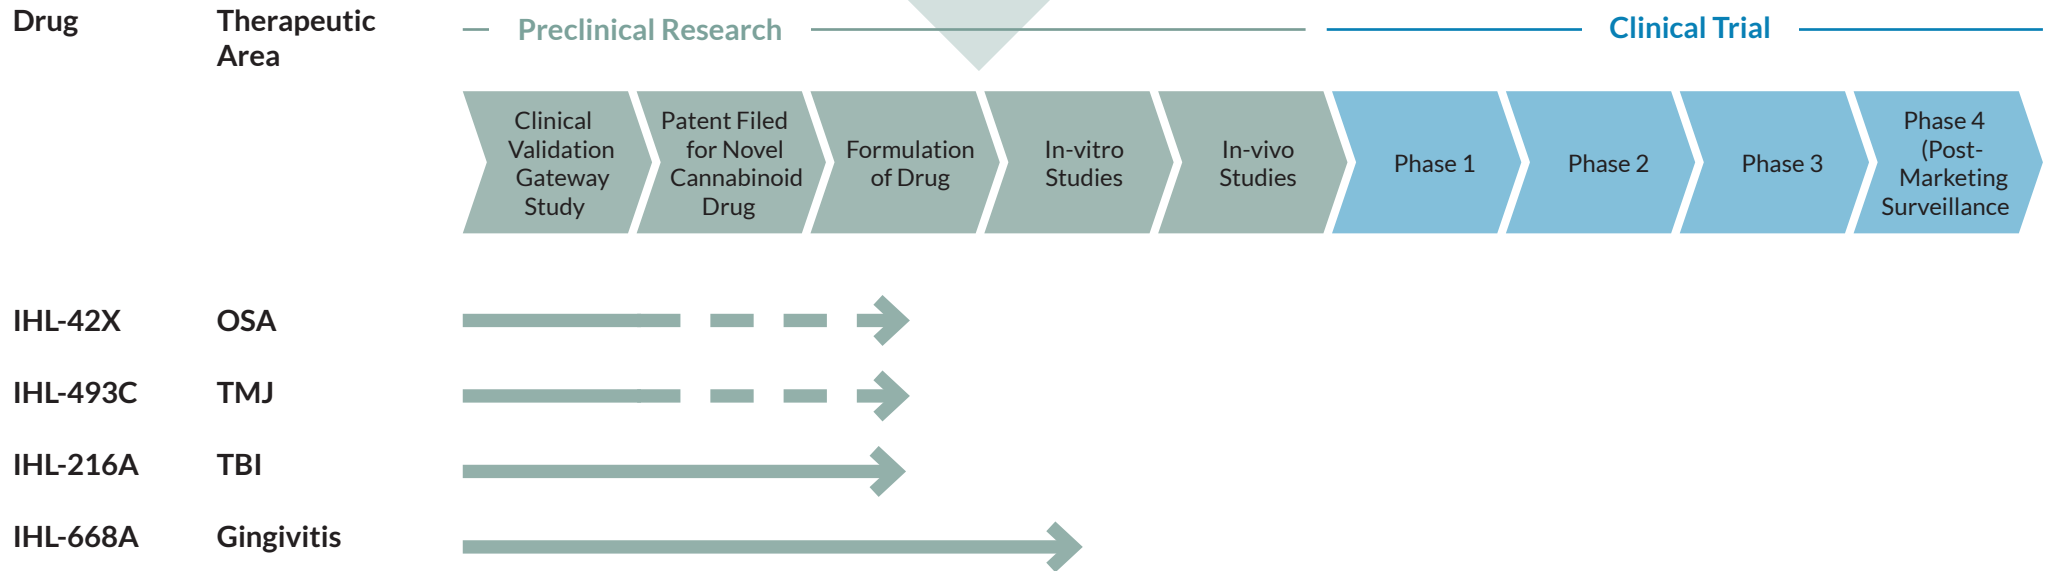 Drug
Therapeutic
Area
Preclinical Research
Clinical Trial
Clinical
Validation
Gateway
Study
Patent Filed
for Novel
Cannabinoid
Drug
Formulation
of Drug
In-vitro
Studies
In-vivo
Studies
Phase 1
Phase 2
Phase 3
Phase 4
(Post-
Marketing
Surveillance
IHL-42X OSA
IHL-493C TMJ
IHL-216A TBI
IHL-668A Gingivitis